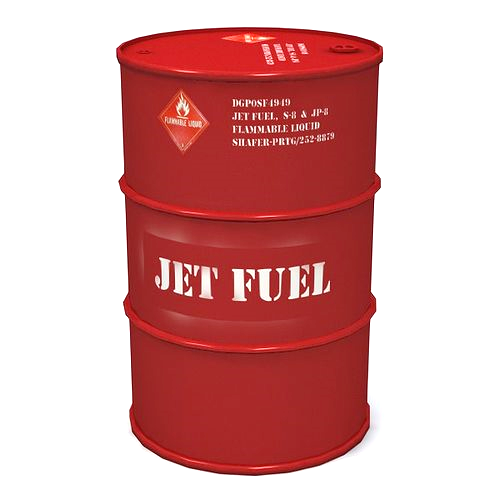 FLAMMABLE LIQUID
DGPOSF4949
JET FUEL, S-8 & JP-8
FLAMMABLE LIQUID
SHAFER-PRTG/252-8879
JET FUEL